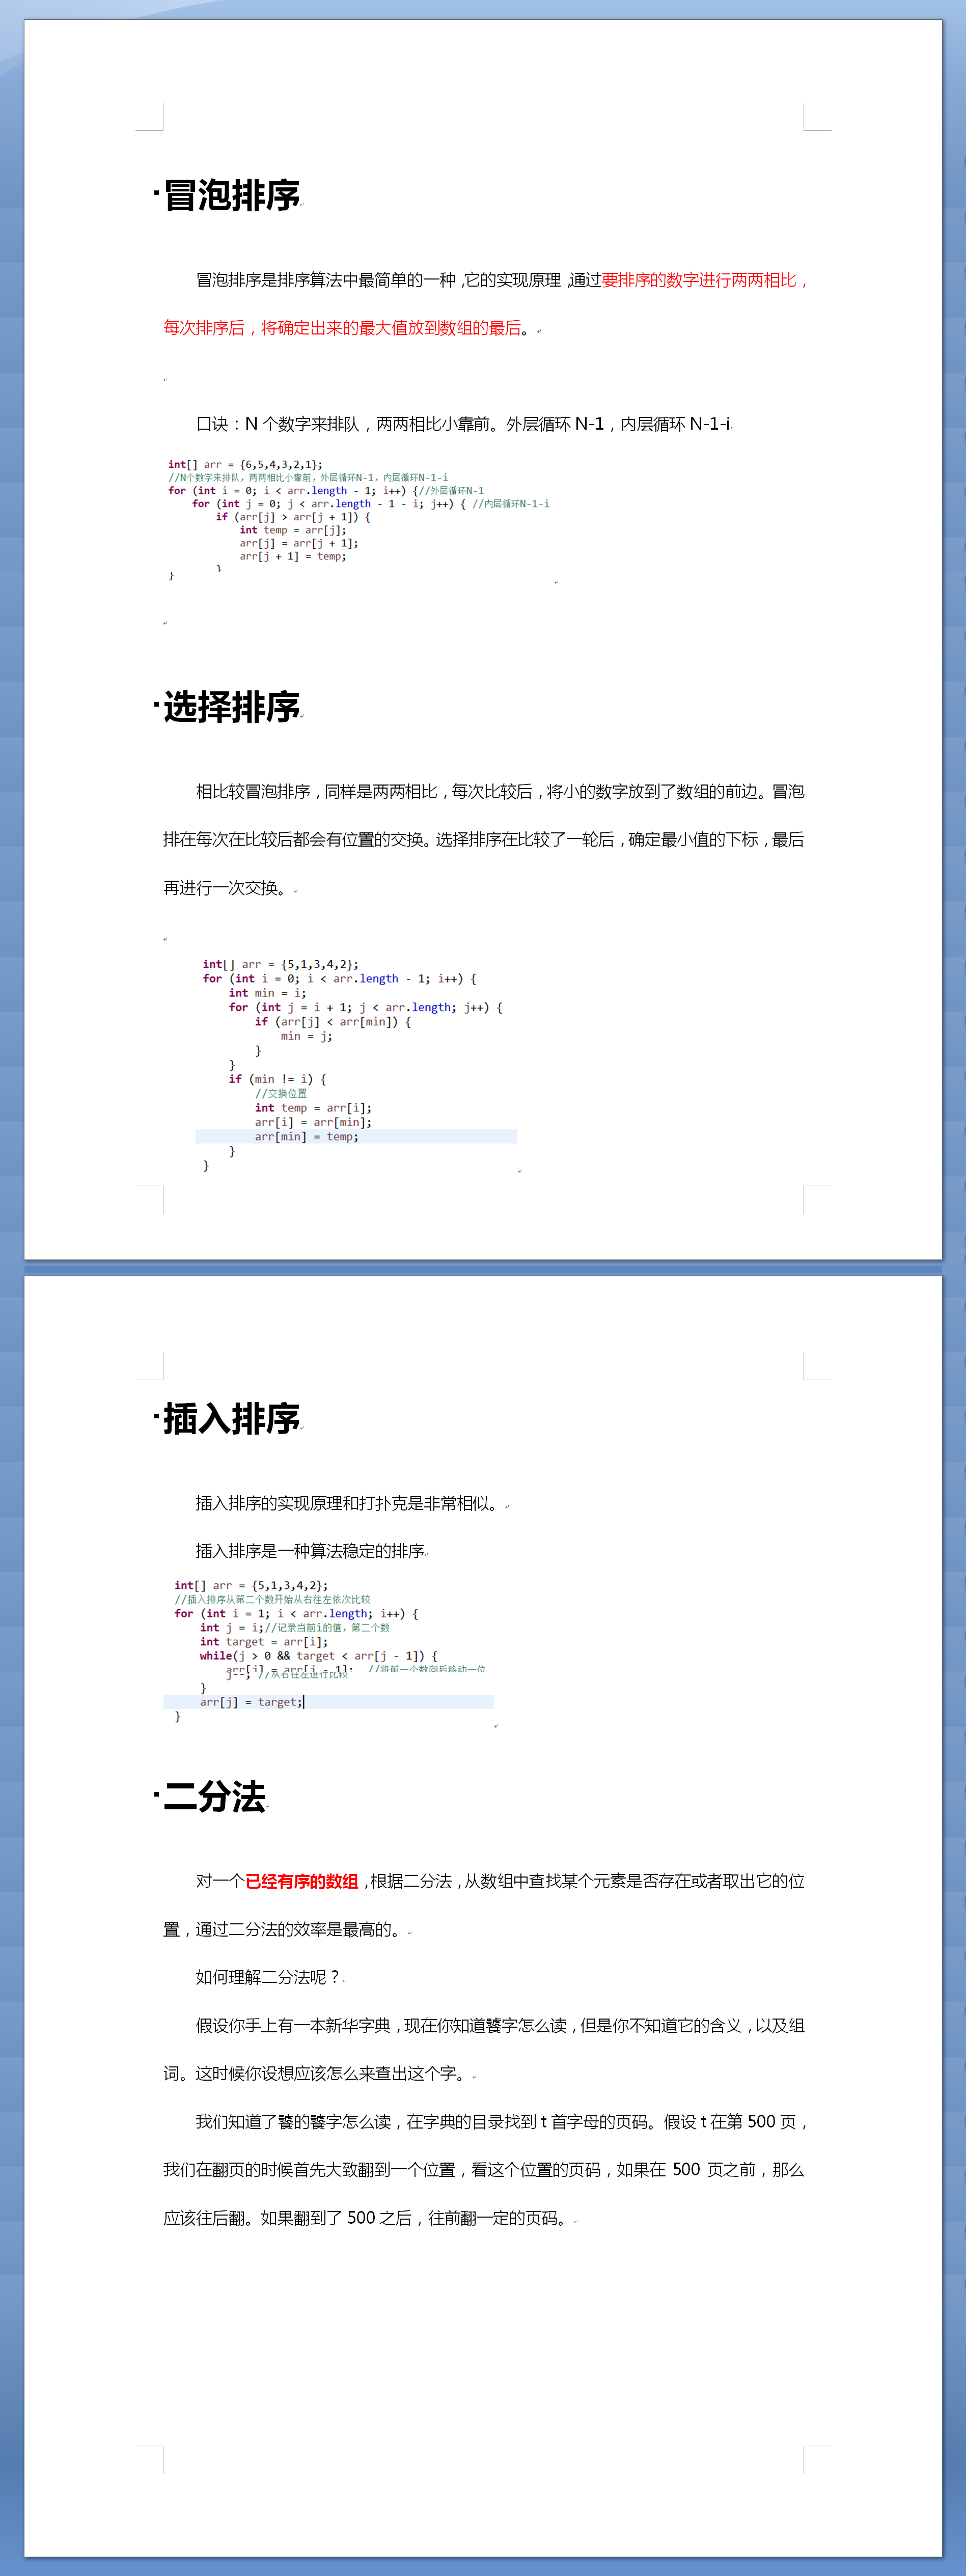 冒泡排序
冒泡排序是排序算法中最简单的一种，它的实现原理，通过要排序的数字进行两两相比，
每次排序后，将确定出来的最大值放到数组的最后。
口诀：N 个数字来排队，两两相比小靠前。外层循环 N-1，内层循环 N-1-i
int[] arr = {6,5,4,3,2,1};
//N个数字来排队，两两相比小靠前，外层循环N-1，内层循环N-1-i
for (int i = 0; i < arr.length - 1; i++) {//外层循环N-1
for (int j = 0; j < arr.length - 1 - i; j++) { //内层循环N-1-i
if (arr[j] > arr[j + 1]) {
int temp = arr[j];
arr[j] = arr[j + 1];
arr[j + 1] = temp;
}
}
选择排序
相比较冒泡排序，同样是两两相比，每次比较后，将小的数字放到了数组的前边。冒泡
排在每次在比较后都会有位置的交换。选择排序在比较了一轮后，确定最小值的下标，最后
再进行一次交换。
int[] arr = {5,1,3,4,2};
for (int i = 0; i < arr.length - 1; i++) {
int min = i;
for (int j = i + 1; j < arr.length; j++) {
if (arr[j] < arr[min]) {
min = j;
}
}
if (min != i) {
//交换位置
int temp = arr[i];
arr[i] = arr[min];
arr[min] = temp;
}
}
插入排序
插入排序的实现原理和打扑克是非常相似。
插入排序是一种算法稳定的排序
int[] arr = {5,1,3,4,2};
//插入排序从第二个数开始从右往左依次比较
for (int i = 1; i < arr.length; i++) {
int j = i;//记录当前i的值，第二个数
int target = arr[i];
while(j > 0 && target < arr[j - 1]) {
arr[j] = arr[j - 1]; //将前一个数向后移动一位
j--; //从右往左进行比较
}
arr[j] = target;
}
二分法
对一个已经有序的数组，根据二分法，从数组中查找某个元素是否存在或者取出它的位
置，通过二分法的效率是最高的。
如何理解二分法呢？
假设你手上有一本新华字典，现在你知道饕字怎么读，但是你不知道它的含义，以及组
词。这时候你设想应该怎么来查出这个字。
我们知道了饕的饕字怎么读，在字典的目录找到 t 首字母的页码。假设 t 在第 500 页，
我们在翻页的时候首先大致翻到一个位置，看这个位置的页码，如果在 500 页之前，那么
应该往后翻。如果翻到了 500 之后，往前翻一定的页码。